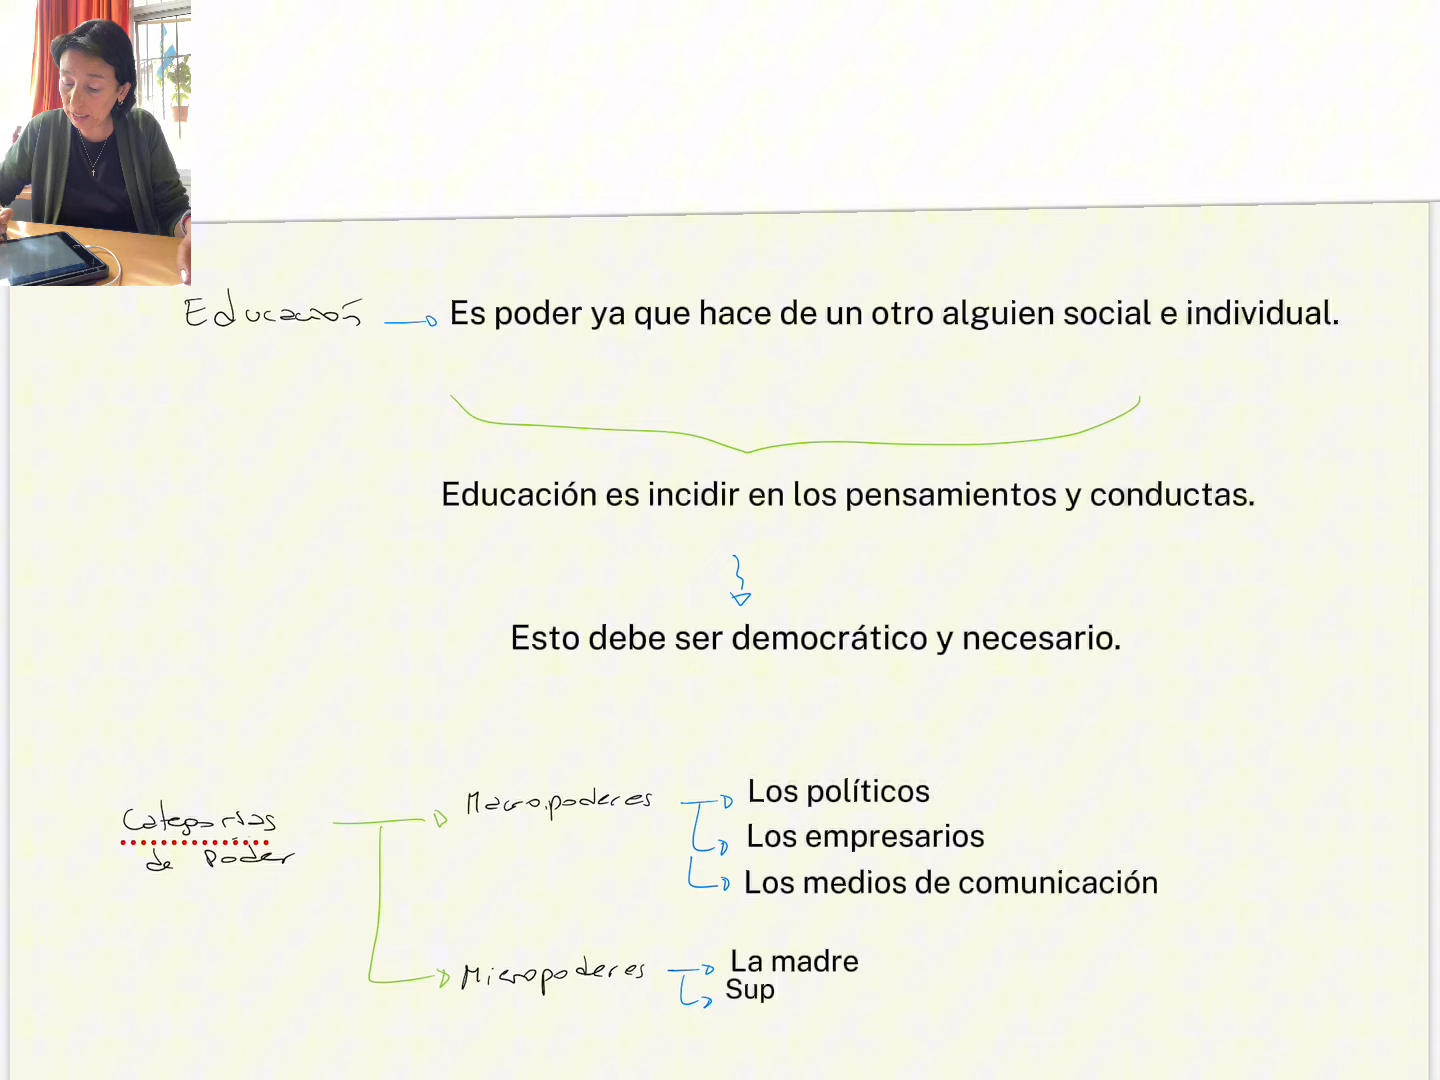 Educación Es poder ya que hace de un otro alguien social e individual.
Educación es incidir en los pensamientos y conductas.
Esto debe ser democrático y necesario.
Categorías
de Poder
Macropoderes
Los políticos
Los empresarios
Los medios de comunicación
Micropoderes
La madre
Sup